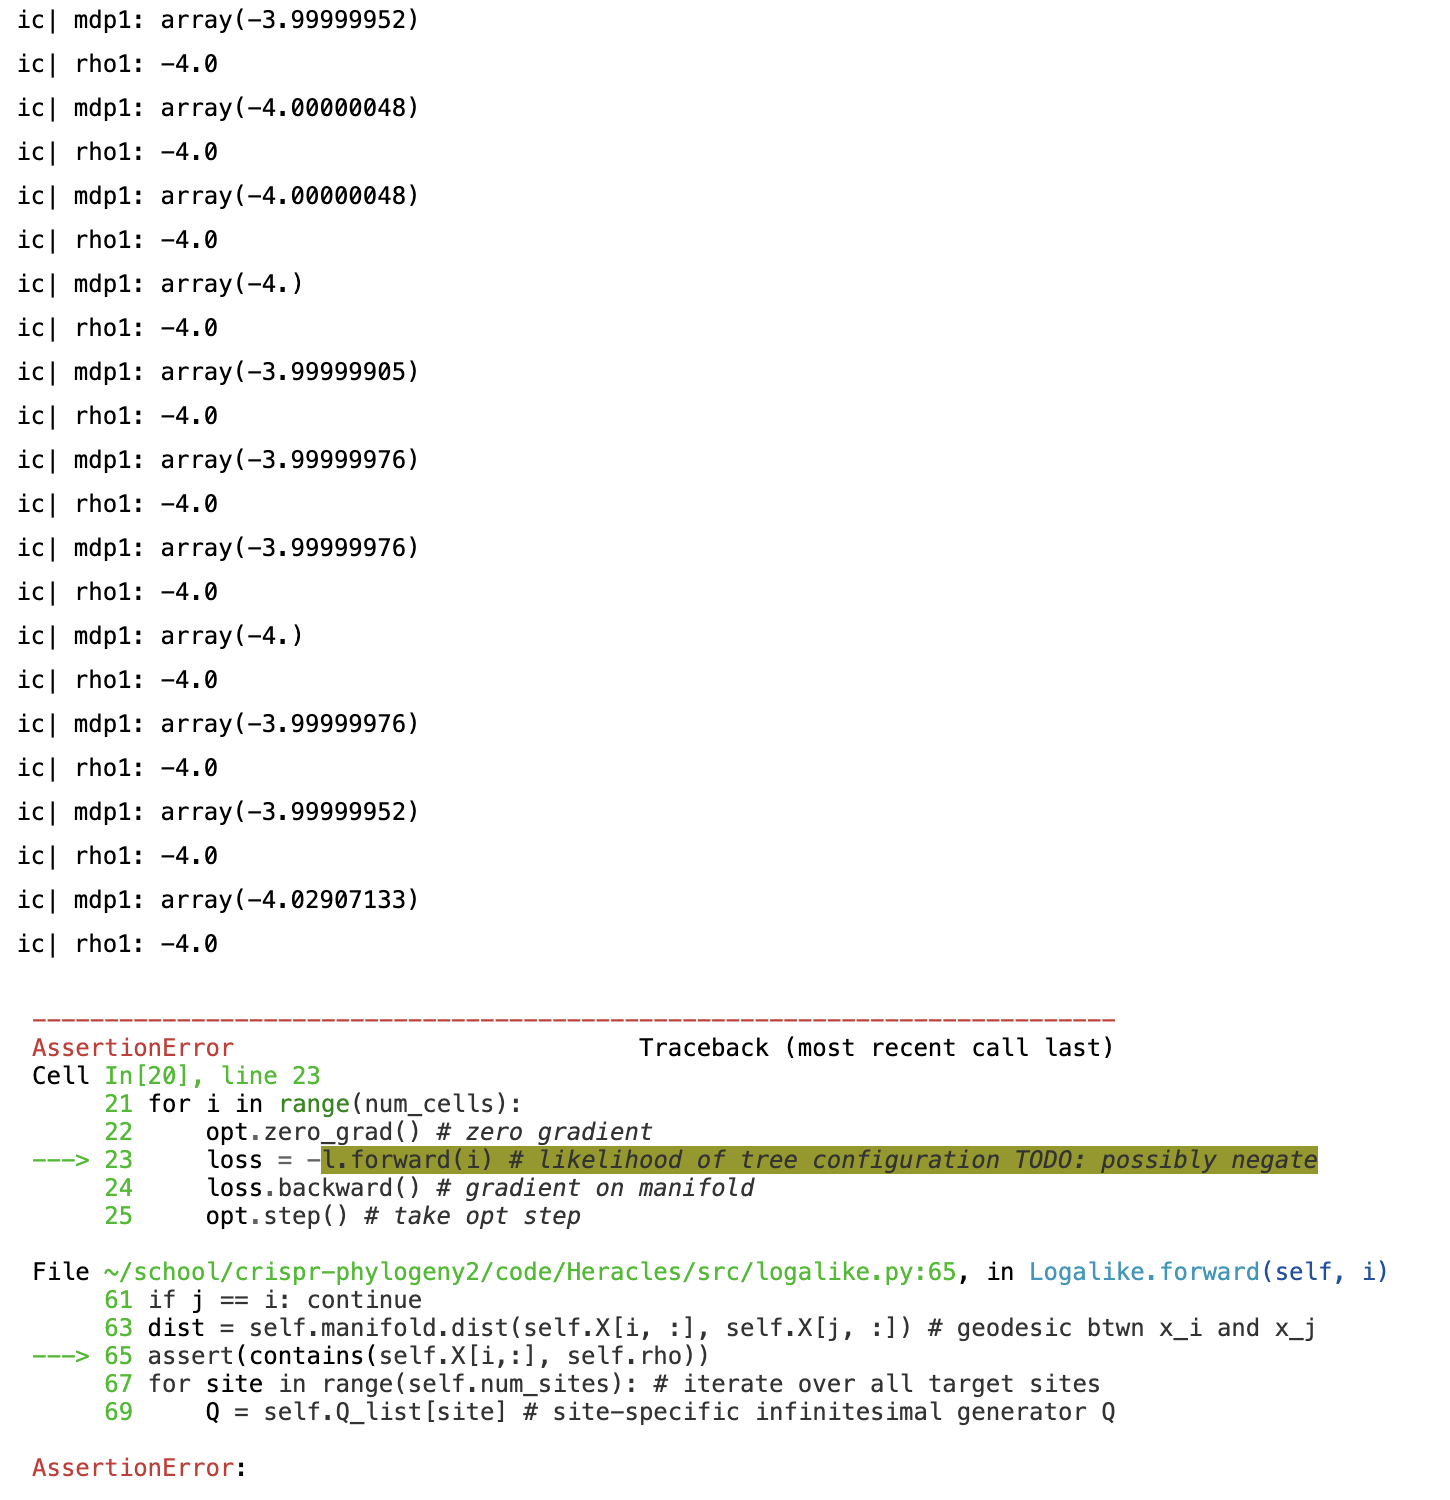 ic| mdp1: array(-3.99999952)
ic| rho1: -4.0
ic| mdp1: array(-4.00000048)
ic| rho1: -4.0
ic| mdp1: array(-4.00000048)
ic| rho1: -4.0
ic| mdp1: array(-4.)
ic| rho1: -4.0
ic| mdp1: array(-3.99999905)
ic| rho1: -4.0
ic| mdp1: array(-3.99999976)
ic| rho1: -4.0
ic| mdp1: array(-3.99999976)
ic| rho1: -4.0
ic| mdp1: array(-4.)
ic| rho1: -4.0
ic| mdp1: array(-3.99999976)
ic| rho1: -4.0
ic| mdp1: array(-3.99999952)
ic| rho1: -4.0
ic| mdp1: array(-4.02907133)
ic| rho1: -4.0
---------------------------------------------------------------------------
AssertionError                            Traceback (most recent call last)
Cell In[20], line 23
     21 for i in range(num_cells):
     22     opt.zero_grad() # zero gradient
---> 23     loss = -l.forward(i) # likelihood of tree configuration TODO: possibly negate
     24     loss.backward() # gradient on manifold
     25     opt.step() # take opt step
File ~/school/crispr-phylogeny2/code/Heracles/src/logalike.py:65, in Logalike.forward(self, i)
     61 if j == i: continue
     63 dist = self.manifold.dist(self.X[i, :], self.X[j, :]) # geodesic btwn x_i and x_j
---> 65 assert(contains(self.X[i,:], self.rho))
     67 for site in range(self.num_sites): # iterate over all target sites
     69     Q = self.Q_list[site] # site-specific infinitesimal generator Q
AssertionError: